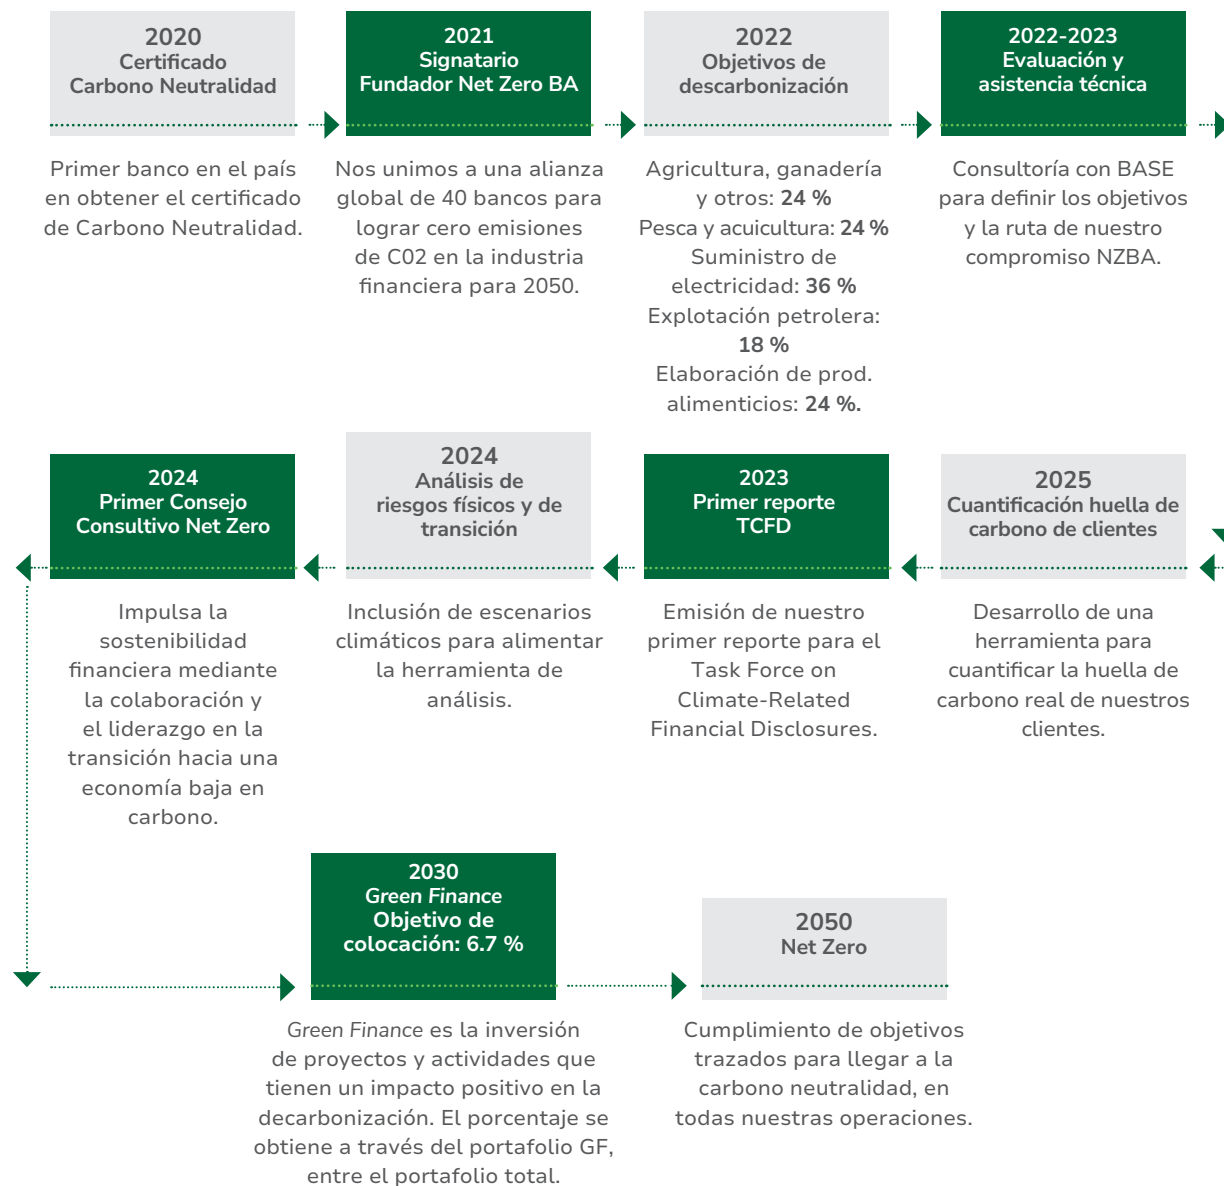 2020
Certificado
Carbono Neutralidad
Primer banco en el país
en obtener el certificado
de Carbono Neutralidad.
2021
Signatario
Fundador Net Zero BA
Nos unimos a una alianza
global de 40 bancos para
lograr cero emisiones
de C02 en la industria
financiera para 2050.
2022
Objetivos de
descarbonización
Agricultura, ganadería
y otros: 24 %
Pesca y acuicultura: 24 %
Suministro de
electricidad: 36 %
Explotación petrolera:
18 %
Elaboración de prod.
alimenticios: 24 %.
2022-2023
Evaluación y
asistencia técnica
Consultoría con BASE
para definir los objetivos
y la ruta de nuestro
compromiso NZBA.
2025
Cuantificación huella de
carbono de clientes
Desarrollo de una
herramienta para
cuantificar la huella de
carbono real de nuestros
clientes.
2023
Primer reporte
TCFD
Emisión de nuestro
primer reporte para el
Task Force on
Climate-Related
Financial Disclosures.
2024
Análisis de
riesgos físicos y de
transición
Inclusión de escenarios
climáticos para alimentar
la herramienta de
análisis.
2024
Primer Consejo
Consultivo Net Zero
Impulsa la
sostenibilidad
financiera mediante
la colaboración y
el liderazgo en la
transición hacia una
economía baja en
carbono.
2030
Green Finance
Objetivo de
colocación: 6.7 %
Green Finance es la inversión
de proyectos y actividades que
tienen un impacto positivo en la
decarbonización. El porcentaje se
obtiene a través del portafolio GF,
entre el portafolio total.
2050
Net Zero
Cumplimiento de objetivos
trazados para llegar a la
carbono neutralidad, en
todas nuestras operaciones.